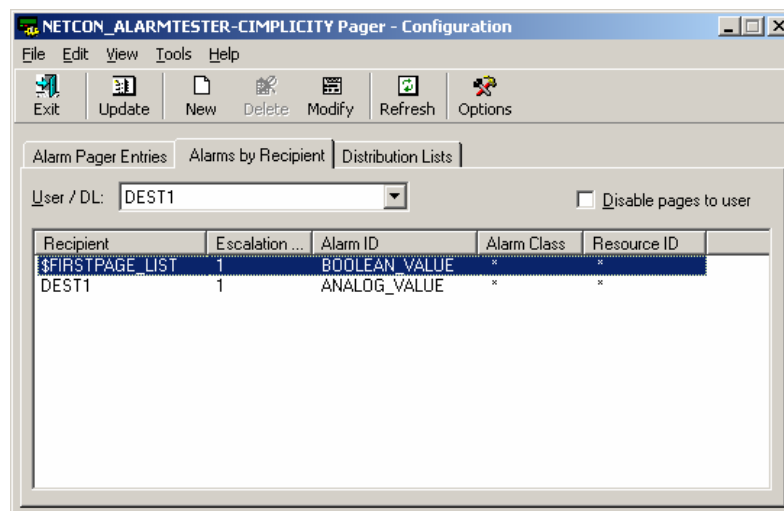 NETCON_ALARMTESTER-CIMPLICITY Pager - Configuration
File Edit View Tools Help
Exit Update New Delete Modify Refresh Options
Alarm Pager Entries Alarms by Recipient Distribution Lists
User / DL: DEST1 Disable pages to user
Recipient Escalation ... Alarm ID Alarm Class Resource ID
$FIRSTPAGE_LIST 1 BOOLEAN_VALUE * *
DEST1 1 ANALOG_VALUE * *